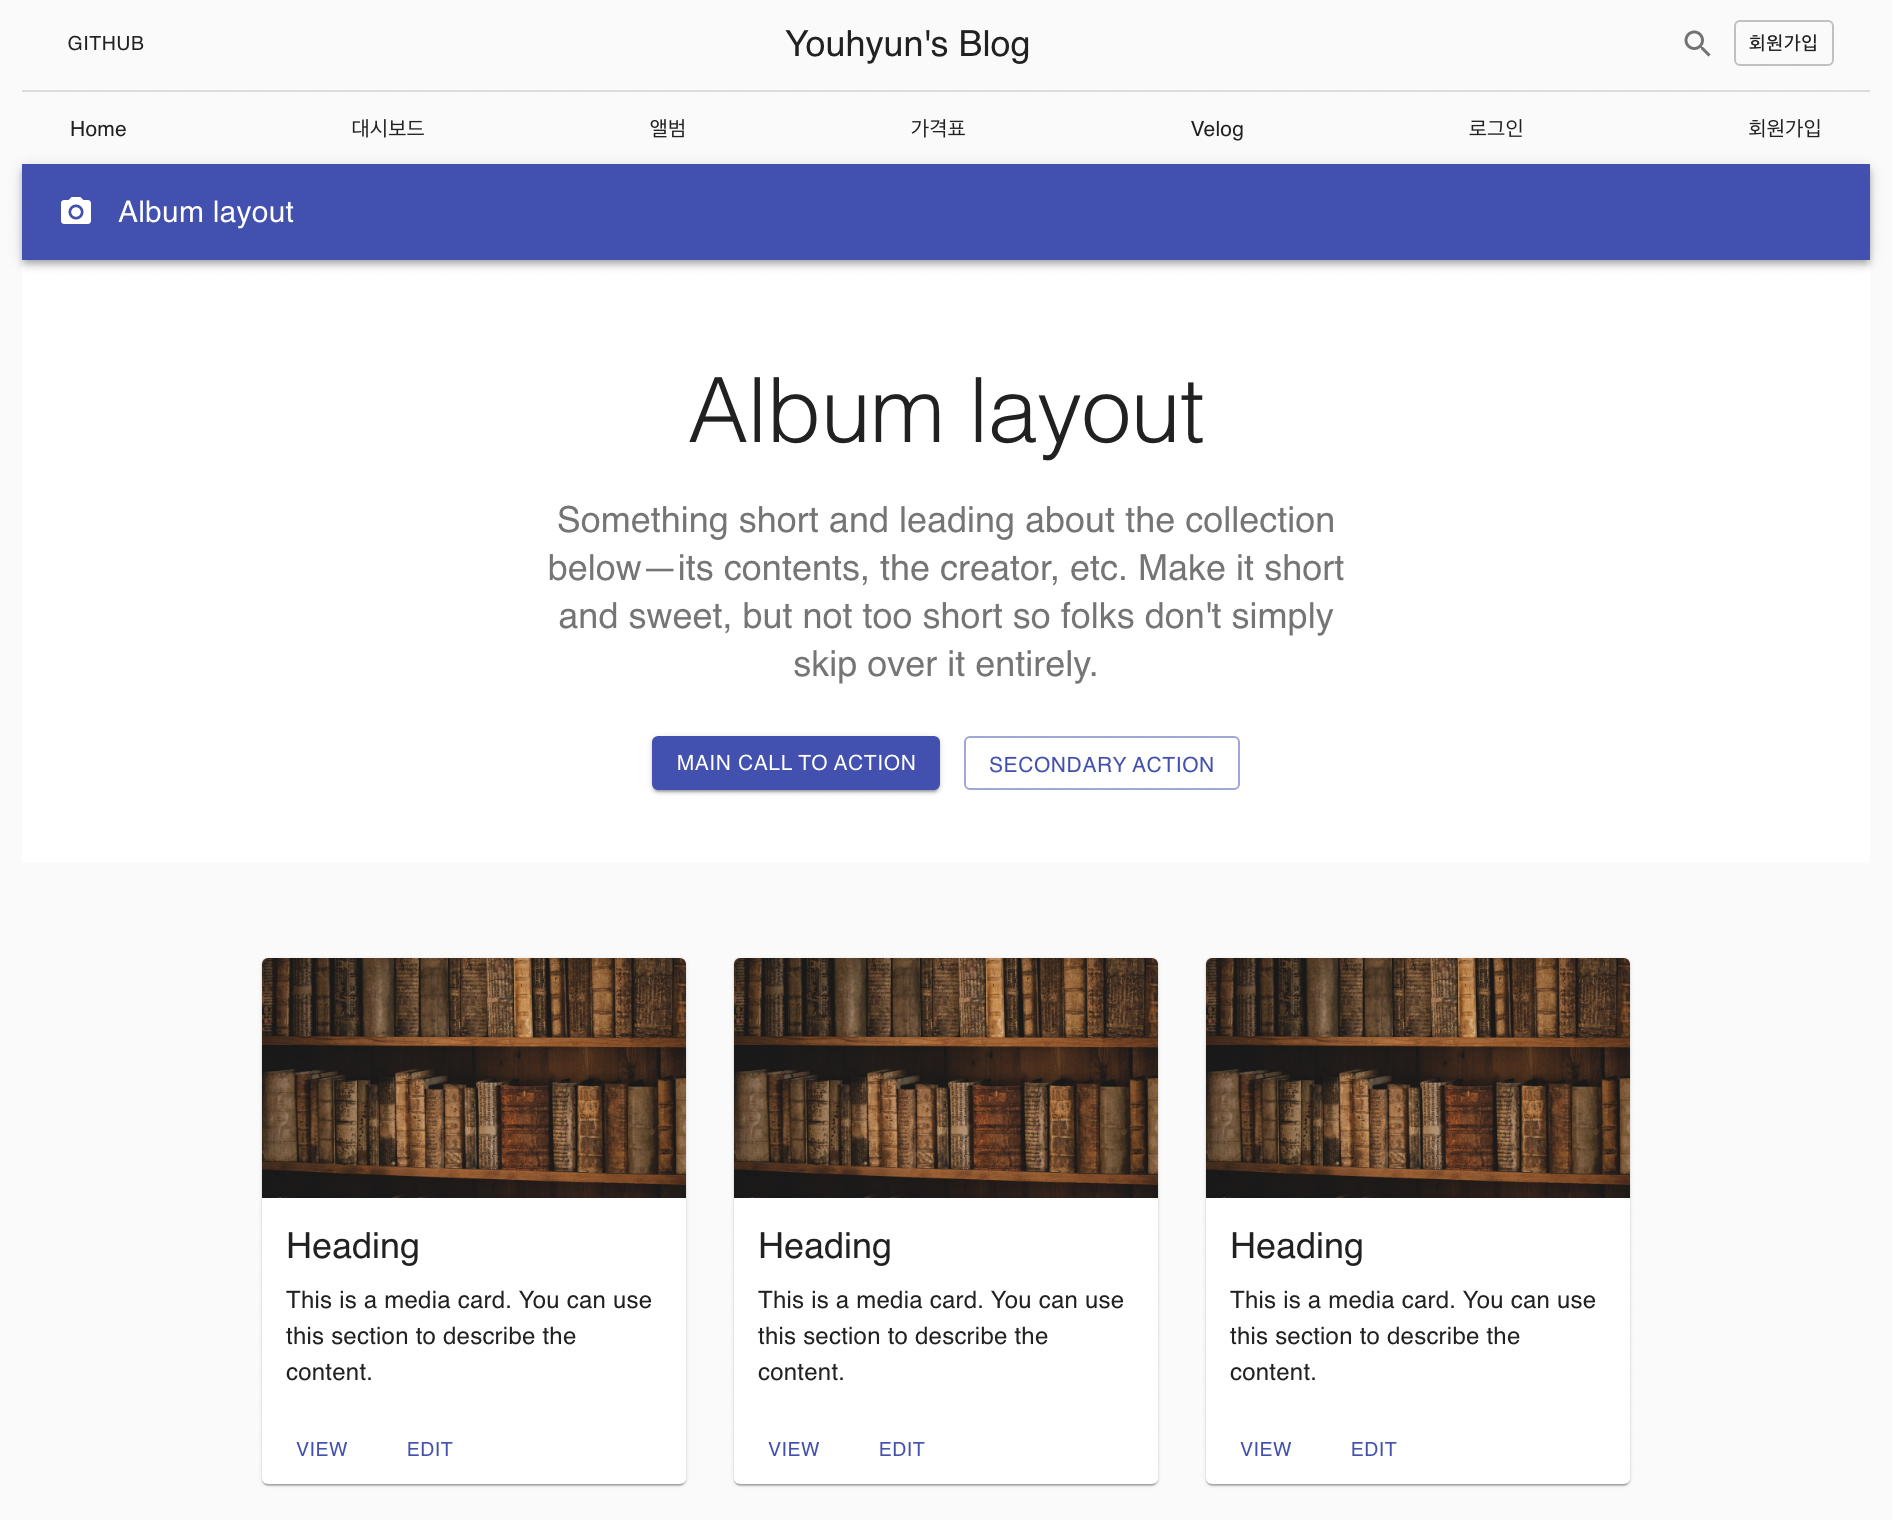 GITHUB
Youhyun's Blog
회원가입
Home
대시보드
앨범
가격표
Velog
로그인
회원가입
Album layout
Album layout
Something short and leading about the collection
below—its contents, the creator, etc. Make it short
and sweet, but not too short so folks don't simply
skip over it entirely.
MAIN CALL TO ACTION
SECONDARY ACTION
Heading
This is a media card. You can use
this section to describe the
content.
VIEW
EDIT
Heading
This is a media card. You can use
this section to describe the
content.
VIEW
EDIT
Heading
This is a media card. You can use
this section to describe the
content.
VIEW
EDIT